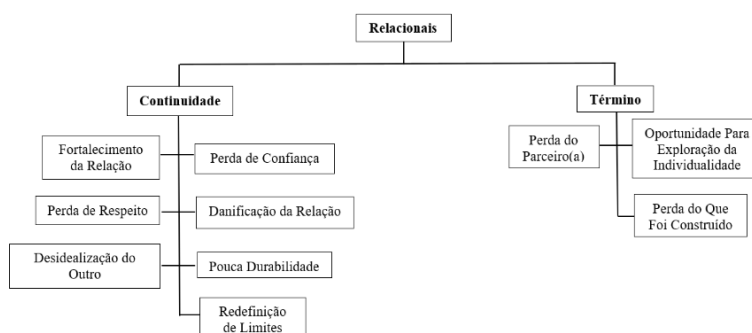 Relacionais
Continuidade
Término
Fortalecimento
da Relação
Perda de Confiança
Perda de Respeito
Danificação da Relação
Desidealização do
Outro
Pouca Durabilidade
Redefinição
de Limites
Perda do
Parceiro(a)
Oportunidade Para
Exploração da
Individualidade
Perda do Que
Foi Construído